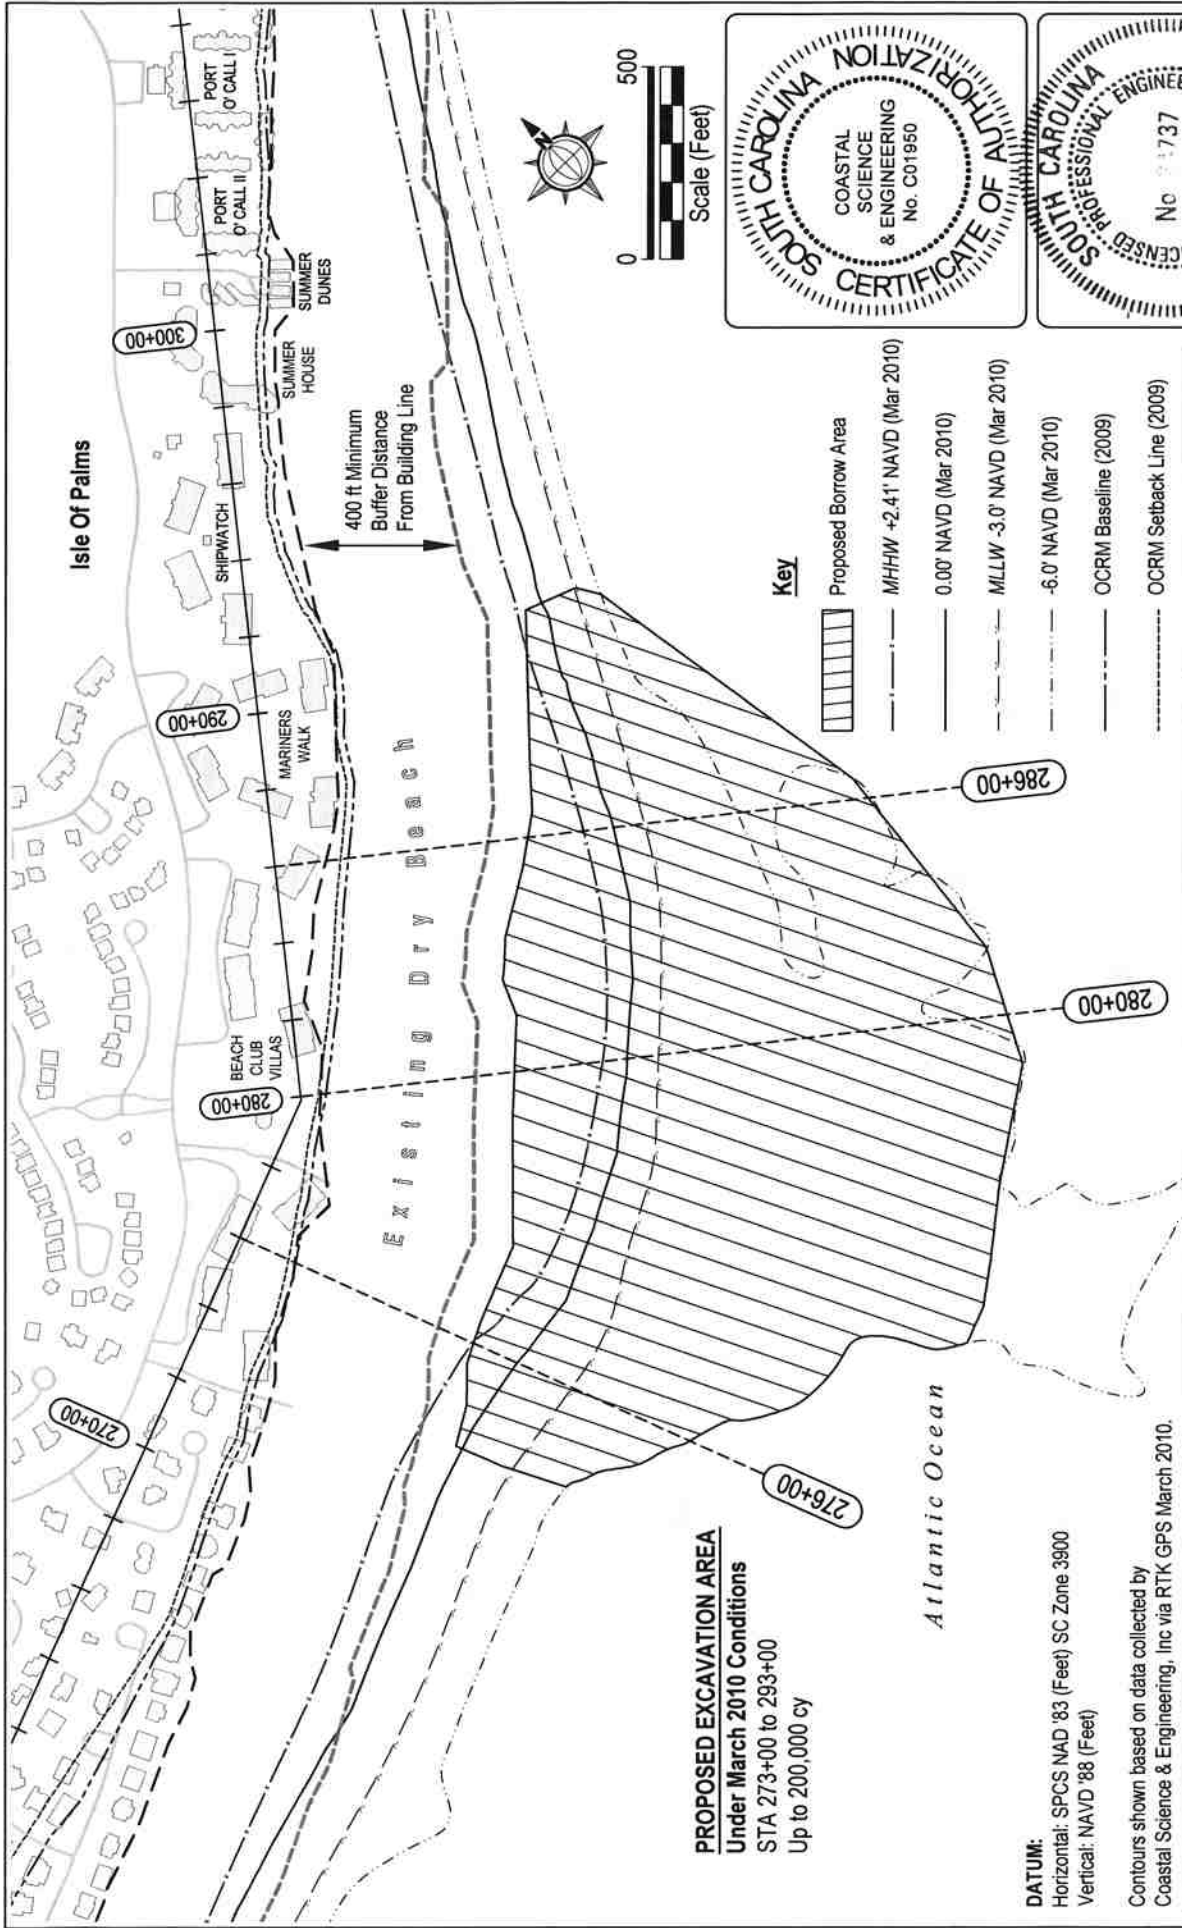 Isle Of Palms
PORT
O' CALL I
PORT
O' CALL II
SUMMER
DUNES
300+00
SUMMER
HOUSE
SHIPWATCH
290+00
MARINERS
WALK
BEACH
CLUB
VILLAS
280+00
270+00
400 ft Minimum
Buffer Distance
From Building Line
Existing Dry Beach
N
0 500
Scale (Feet)
286+00
280+00
276+00
Atlantic Ocean
PROPOSED EXCAVATION AREA
Under March 2010 Conditions
STA 273+00 to 293+00
Up to 200,000 cy
DATUM:
Horizontal: SPCS NAD '83 (Feet) SC Zone 3900
Vertical: NAVD '88 (Feet)
Contours shown based on data collected by
Coastal Science & Engineering, Inc via RTK GPS March 2010.
Key
Proposed Borrow Area
MHHW +2.41' NAVD (Mar 2010)
0.00' NAVD (Mar 2010)
MLLW -3.0' NAVD (Mar 2010)
-6.0' NAVD (Mar 2010)
OCRM Baseline (2009)
OCRM Setback Line (2009)
SOUTH CAROLINA
CERTIFICATE OF AUTHORIZATION
COASTAL
SCIENCE
& ENGINEERING
No. C01950
SOUTH CAROLINA
PROFESSIONAL
No 737